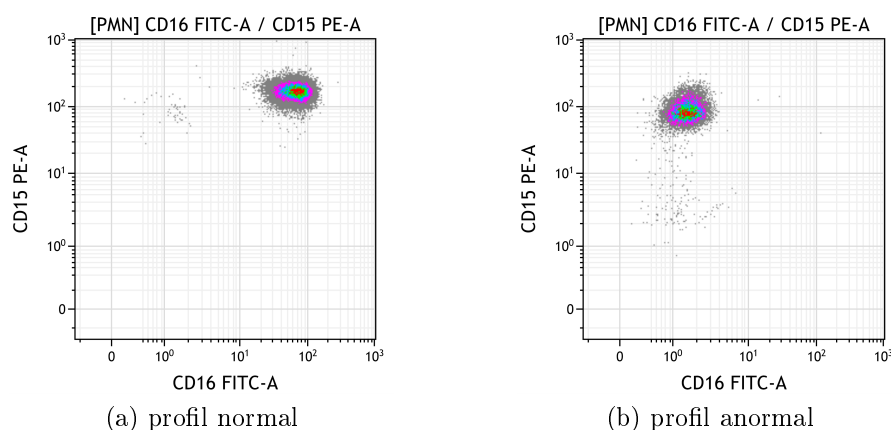 [PMN] CD16 FITC-A / CD15 PE-A
10³
10²
10¹
10⁰
0
CD15 PE-A
0 10⁰ 10¹ 10² 10³
CD16 FITC-A
(a) profil normal
[PMN] CD16 FITC-A / CD15 PE-A
10³
10²
10¹
10⁰
0
CD15 PE-A
0 10⁰ 10¹ 10² 10³
CD16 FITC-A
(b) profil anormal